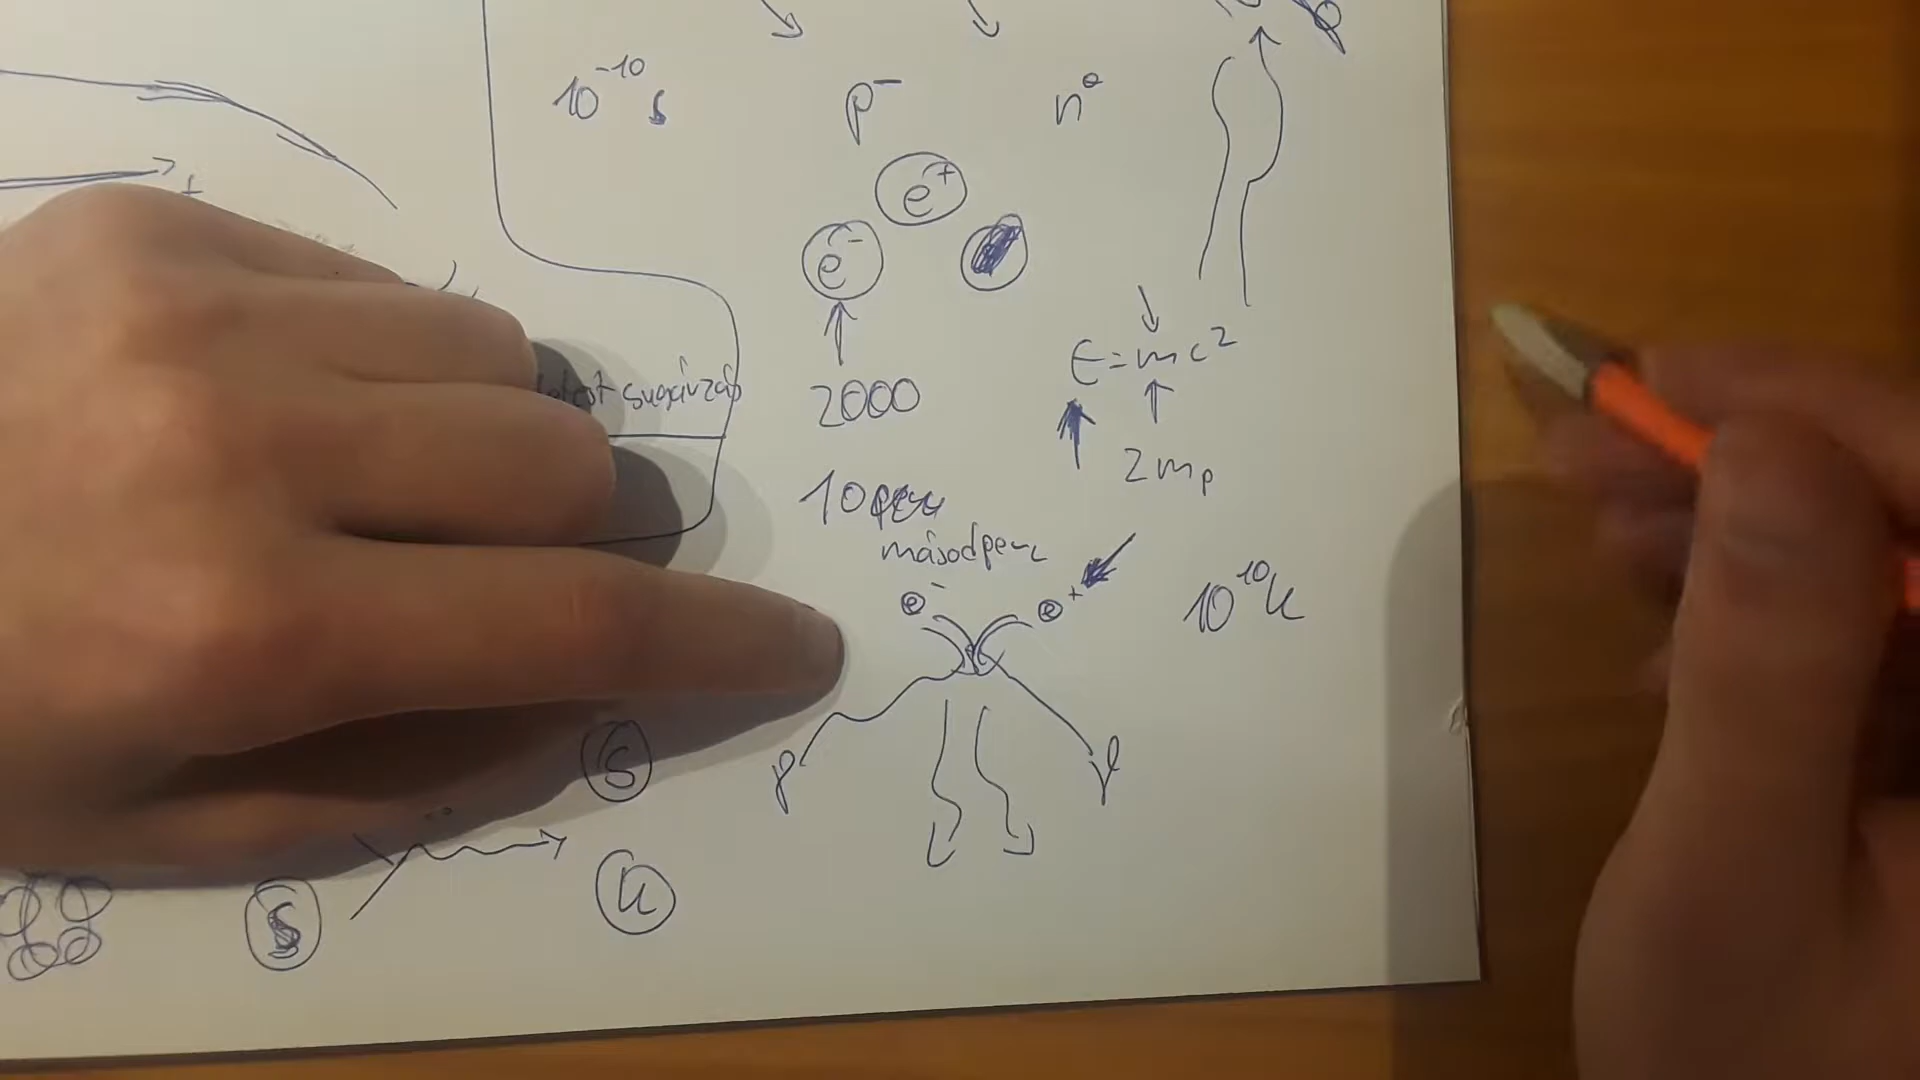 10⁻¹⁰ s
p⁻
n⁰
e⁺
e⁻
E=mc²
2000
2mₚ
10
másodperc
e⁻
e⁺
10¹⁰K
γ
γ
S
S
u